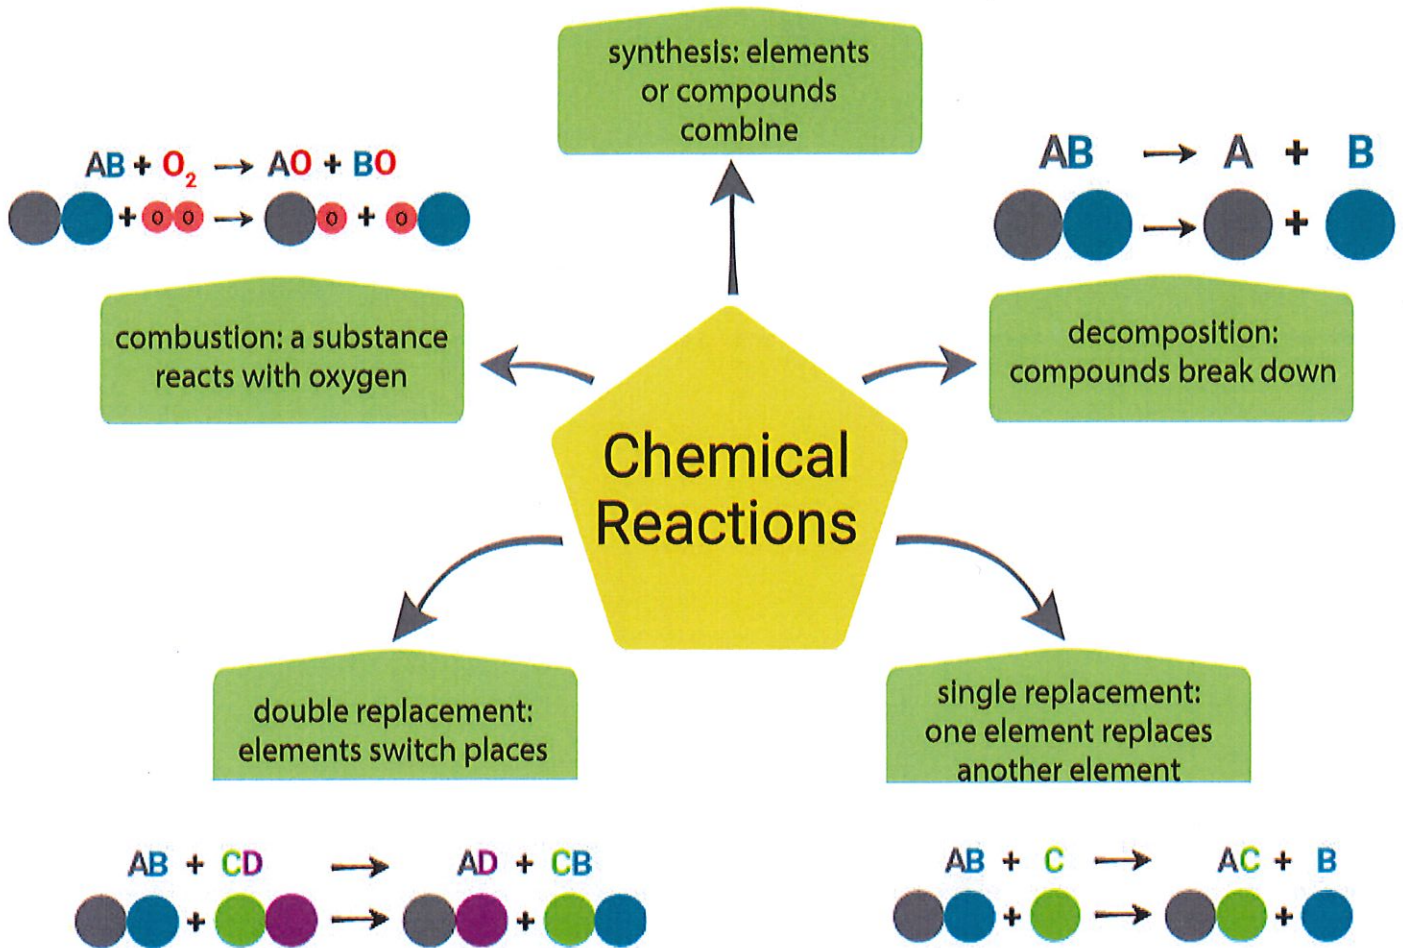 synthesis: elements
or compounds
combine
AB + O₂ → AO + BO
+ O O → O + O
combustion: a substance
reacts with oxygen
AB → A + B
→ +
decomposition:
compounds break down
Chemical
Reactions
double replacement:
elements switch places
AB + CD → AD + CB
+ → +
single replacement:
one element replaces
another element
AB + C → AC + B
+ → +